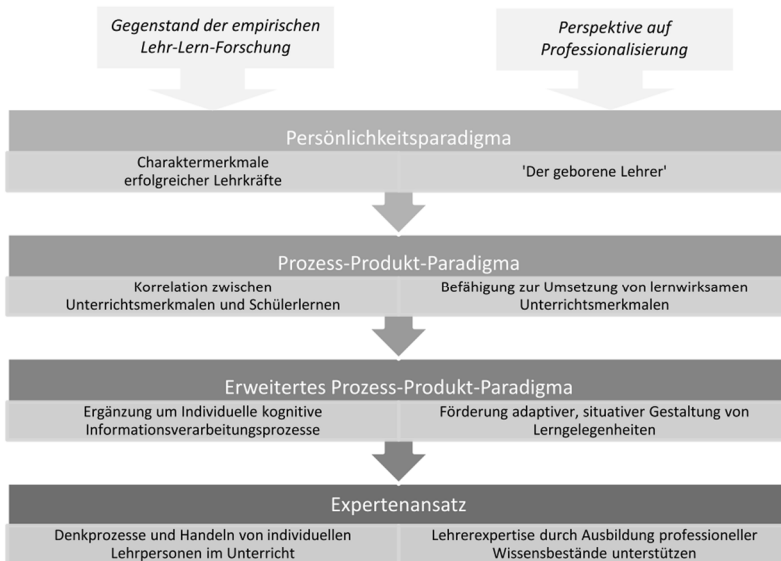 Gegenstand der empirischen
Lehr-Lern-Forschung
Perspektive auf
Professionalisierung
Persönlichkeitsparadigma
Charaktermerkmale
erfolgreicher Lehrkräfte
'Der geborene Lehrer'
Prozess-Produkt-Paradigma
Korrelation zwischen
Unterrichtsmerkmalen und Schülerlernen
Befähigung zur Umsetzung von lernwirksamen
Unterrichtsmerkmalen
Erweitertes Prozess-Produkt-Paradigma
Ergänzung um Individuelle kognitive
Informationsverarbeitungsprozesse
Förderung adaptiver, situativer Gestaltung von
Lerngelegenheiten
Expertenansatz
Denkprozesse und Handeln von individuellen
Lehrpersonen im Unterricht
Lehrerexpertise durch Ausbildung professioneller
Wissensbestände unterstützen